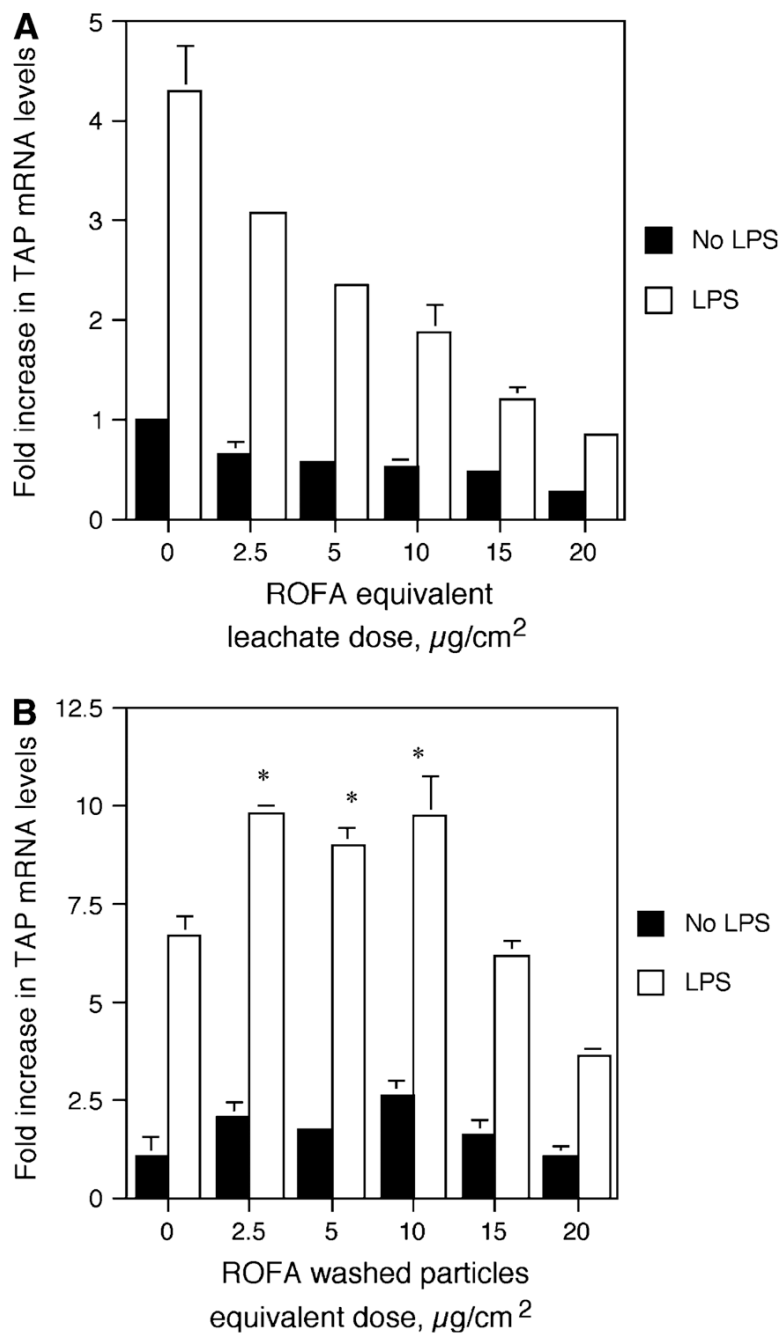 A
Fold increase in TAP mRNA levels
5
4
3
2
1
0
0 2.5 5 10 15 20
ROFA equivalent
leachate dose, µg/cm²
No LPS
LPS
B
Fold increase in TAP mRNA levels
12.5
10
7.5
5
2.5
0
* * *
0 2.5 5 10 15 20
ROFA washed particles
equivalent dose, µg/cm²
No LPS
LPS